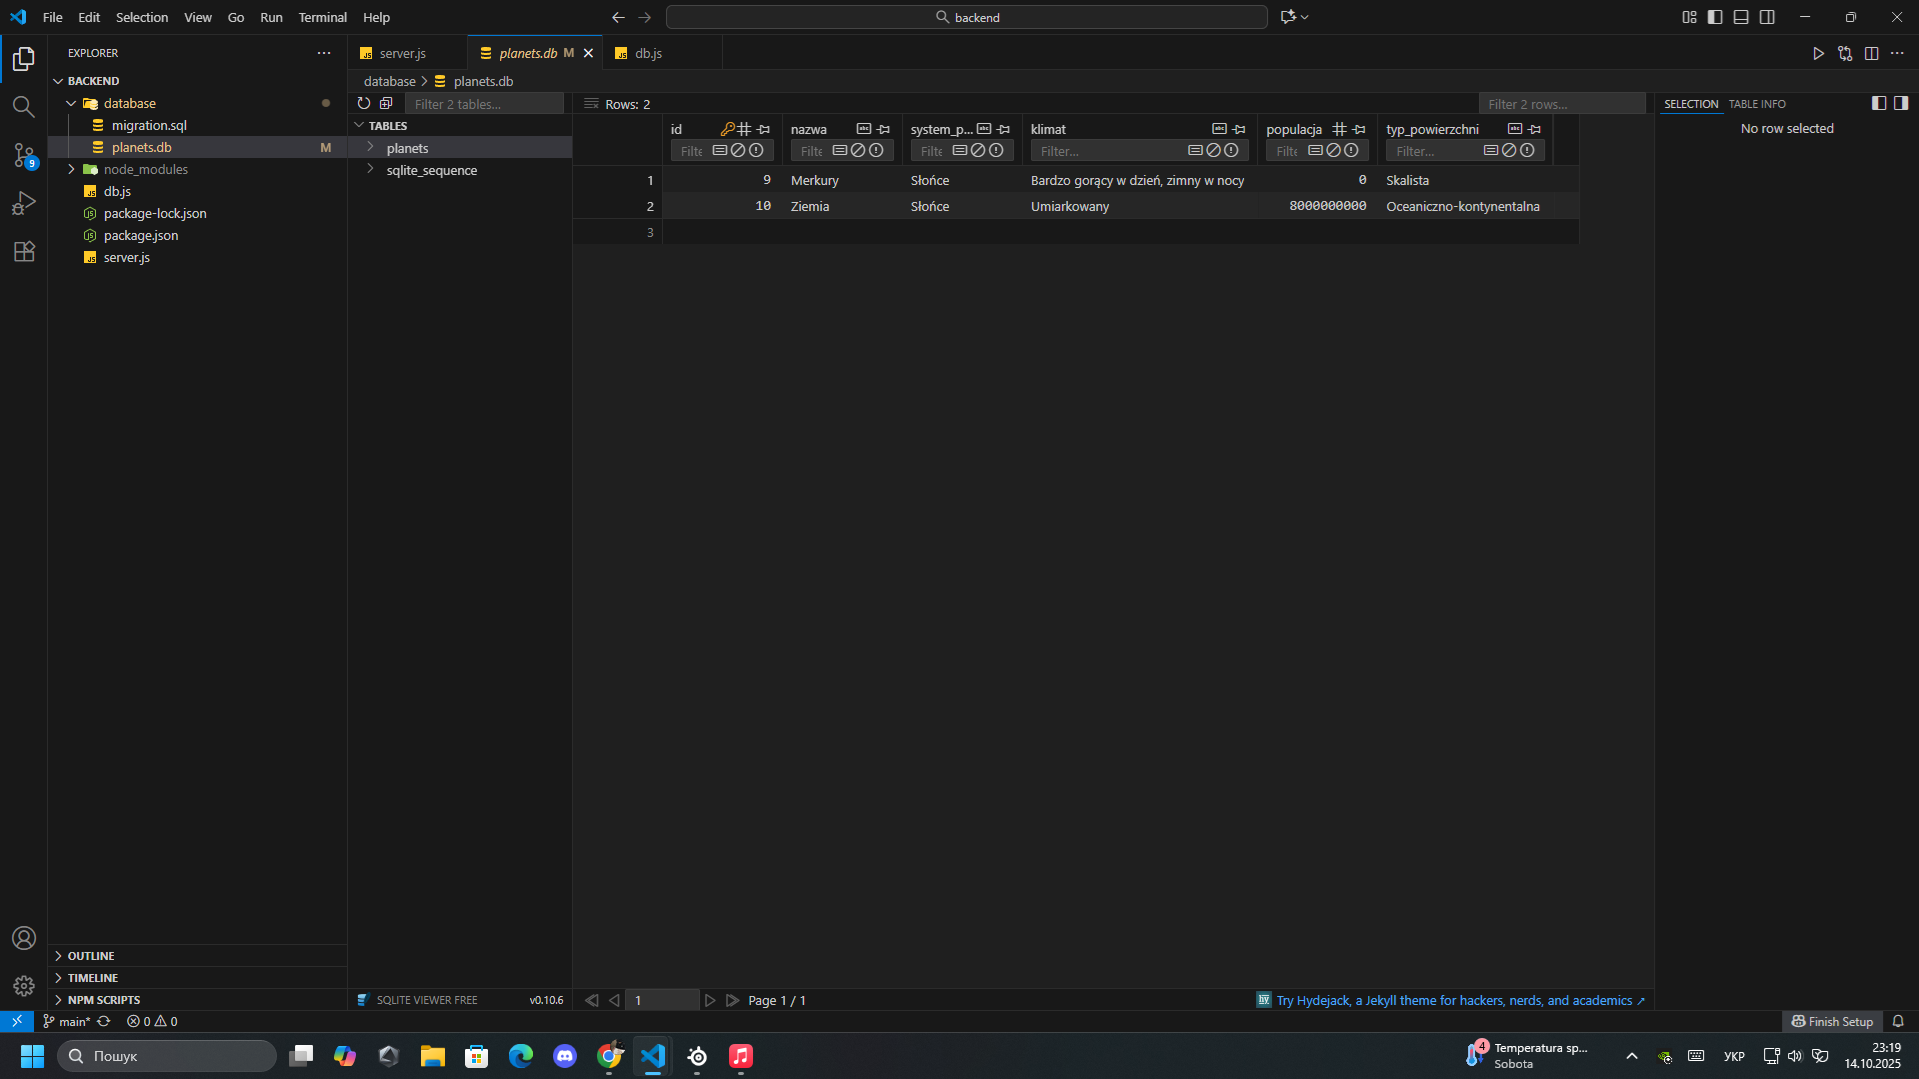 File Edit Selection View Go Run Terminal Help
backend
EXPLORER
BACKEND
database
migration.sql
planets.db M
node_modules
db.js
package-lock.json
package.json
server.js
OUTLINE
TIMELINE
NPM SCRIPTS
server.js planets.db M db.js
database planets.db
Filter 2 tables...
TABLES
planets
sqlite_sequence
SQLITE VIEWER FREE v0.10.6
Rows: 2 Filter 2 rows...
id nazwa system_p... klimat populacja typ_powierzchni
Filte Filte Filte Filter... Filte Filter...
1 9 Merkury Słońce Bardzo gorący w dzień, zimny w nocy 0 Skalista
2 10 Ziemia Słońce Umiarkowany 8000000000 Oceaniczno-kontynentalna
3
1 Page 1 / 1
Try Hydejack, a Jekyll theme for hackers, nerds, and academics
SELECTION TABLE INFO
No row selected
9
main* 0 0 Finish Setup
Пошук
4 Temperatura sp...
Sobota
УКР
23:19
14.10.2025